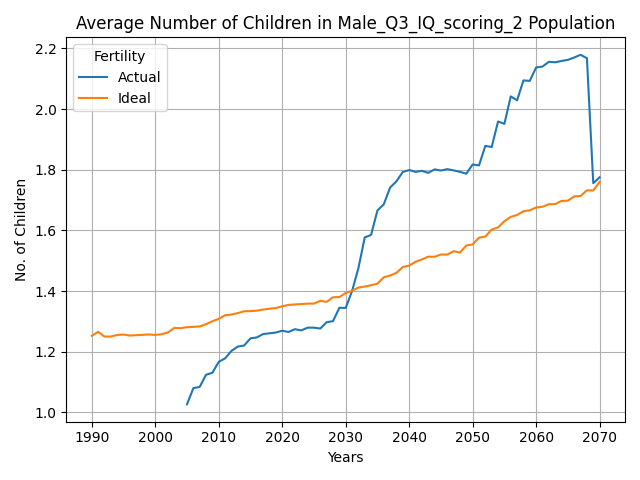 Average Number of Children in Male_Q3_IQ_scoring_2 Population
Fertility
Actual
Ideal
No. of Children
2.2
2.0
1.8
1.6
1.4
1.2
1.0
1990 2000 2010 2020 2030 2040 2050 2060 2070
Years